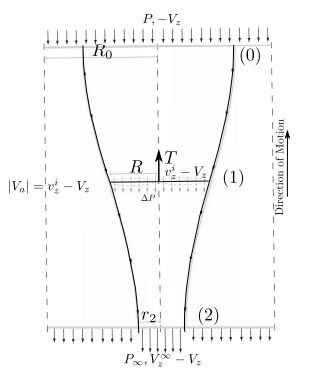 P, −V_z
R_0
(0)
Direction of Motion
T
R
v_z^i − V_z
(1)
|V_a| = v_z^i − V_z
ΔP
r_2
(2)
P_∞, V_z^∞ − V_z